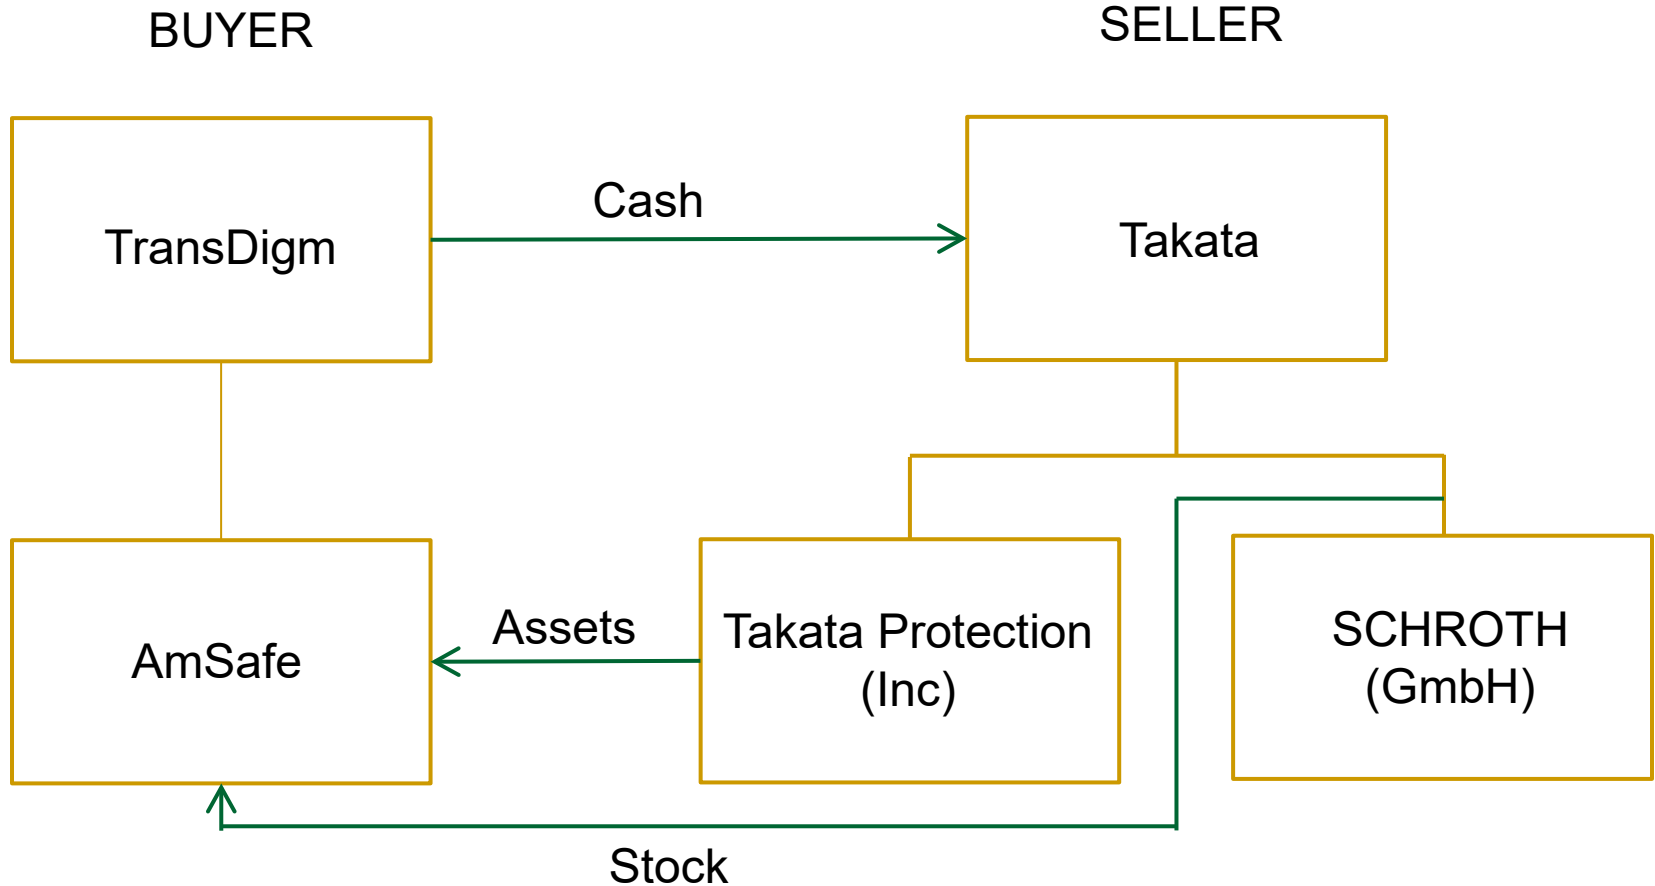 BUYER
SELLER
Cash
TransDigm
Takata
Assets
AmSafe
Takata Protection
(Inc)
SCHROTH
(GmbH)
Stock